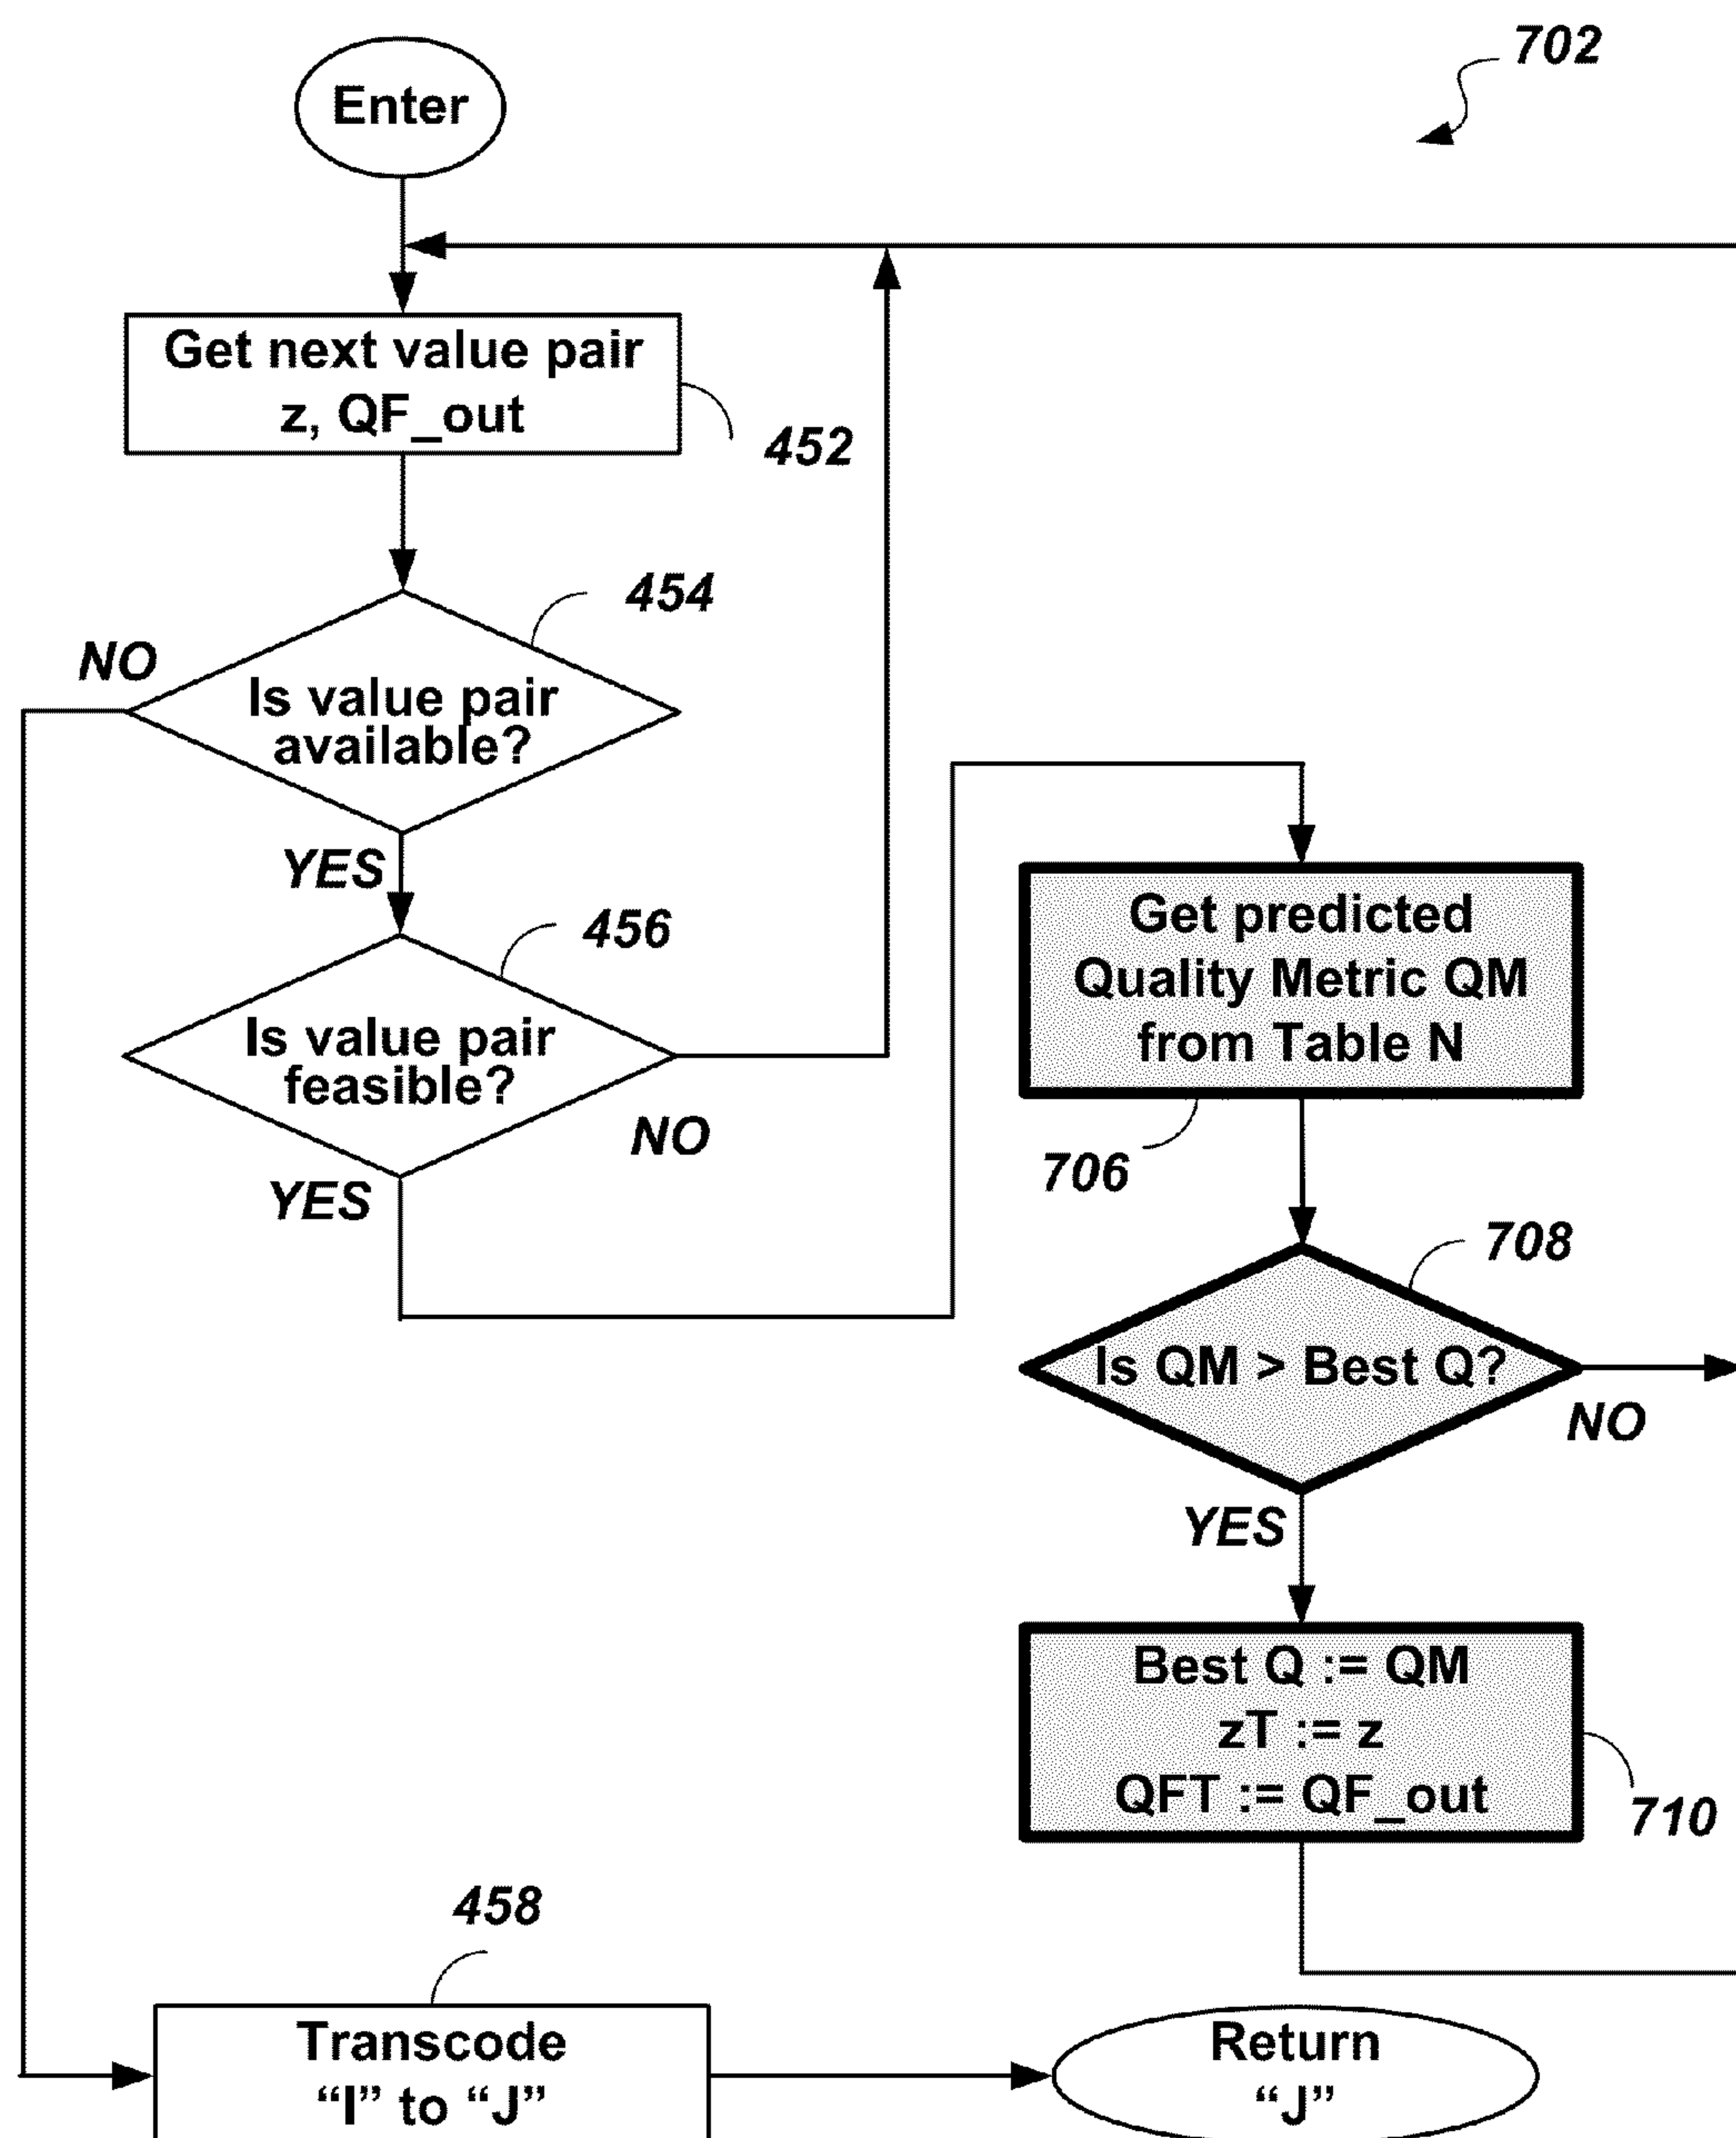 702
Enter
Get next value pair
z, QF_out
452
454
NO
Is value pair
available?
YES
456
Is value pair
feasible?
NO
YES
Get predicted
Quality Metric QM
from Table N
706
708
Is QM > Best Q?
NO
YES
Best Q := QM
zT := z
QFT := QF_out
710
458
Transcode
“I” to “J”
Return
“J”